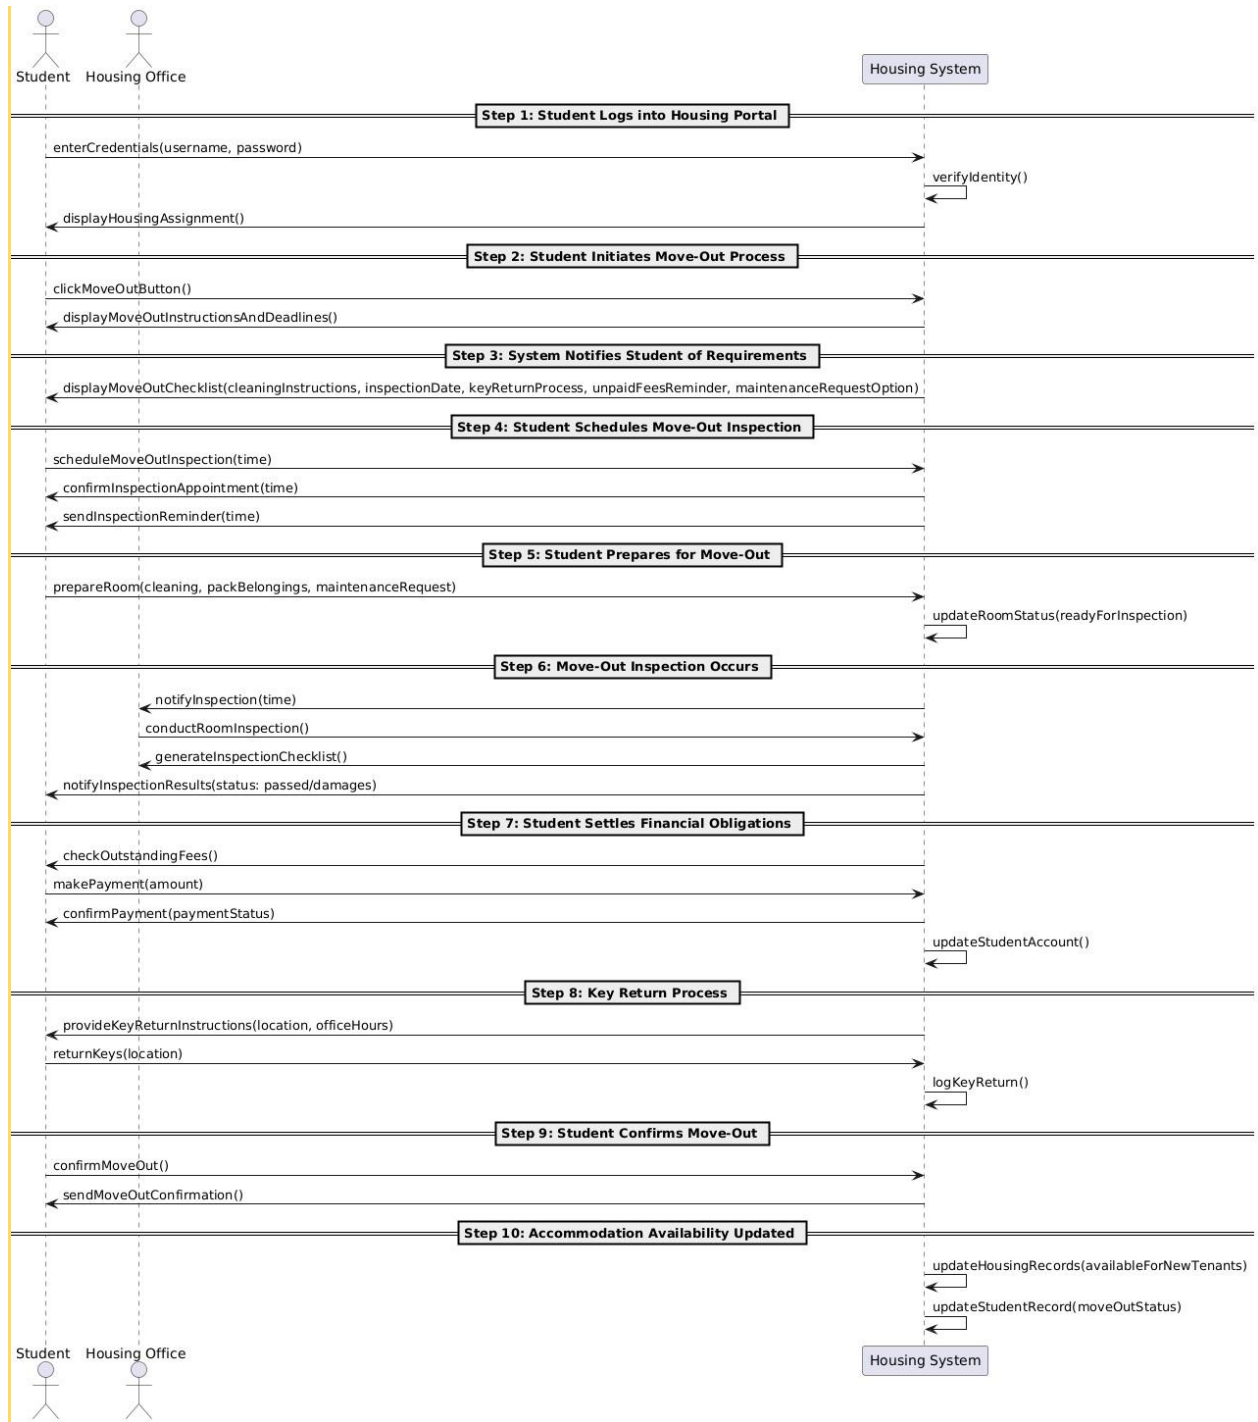 Student
Housing Office
Housing System
Step 1: Student Logs into Housing Portal
enterCredentials(username, password)
verifyIdentity()
displayHousingAssignment()
Step 2: Student Initiates Move-Out Process
clickMoveOutButton()
displayMoveOutInstructionsAndDeadlines()
Step 3: System Notifies Student of Requirements
displayMoveOutChecklist(cleaningInstructions, inspectionDate, keyReturnProcess, unpaidFeesReminder, maintenanceRequestOption)
Step 4: Student Schedules Move-Out Inspection
scheduleMoveOutInspection(time)
confirmInspectionAppointment(time)
sendInspectionReminder(time)
Step 5: Student Prepares for Move-Out
prepareRoom(cleaning, packBelongings, maintenanceRequest)
updateRoomStatus(readyForInspection)
Step 6: Move-Out Inspection Occurs
notifyInspection(time)
conductRoomInspection()
generateInspectionChecklist()
notifyInspectionResults(status: passed/damages)
Step 7: Student Settles Financial Obligations
checkOutstandingFees()
makePayment(amount)
confirmPayment(paymentStatus)
updateStudentAccount()
Step 8: Key Return Process
provideKeyReturnInstructions(location, officeHours)
returnKeys(location)
logKeyReturn()
Step 9: Student Confirms Move-Out
confirmMoveOut()
sendMoveOutConfirmation()
Step 10: Accommodation Availability Updated
updateHousingRecords(availableForNewTenants)
updateStudentRecord(moveOutStatus)
Student
Housing Office
Housing System